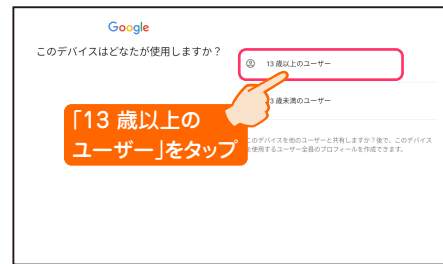 Google
このデバイスはどなたが使用しますか？
13 歳以上のユーザー
3 歳未満のユーザー
「13 歳以上の
ユーザー」をタップ
このデバイスを他のユーザーと共有しますか？後で、このデバイス
を使用するユーザー全員のプロフィールを作成できます。